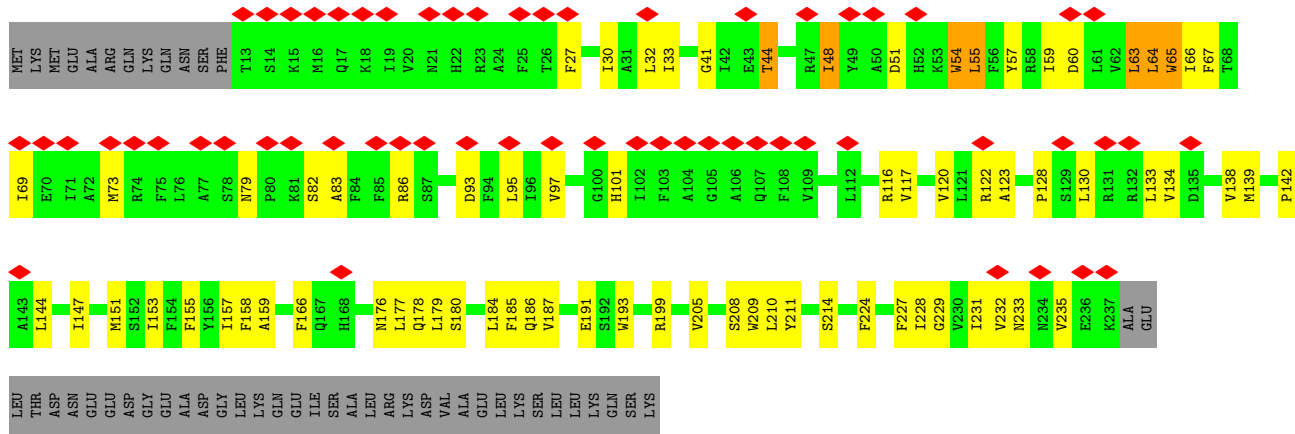 MET LYS MET GLU ALA ARG GLN LYS GLN ASN SER PHE T13 S14 K15 M16 Q17 K18 I19 V20 N21 H22 R23 A24 F25 T26 F27 I30 A31 L32 I33 G41 I42 E43 T44 R47 I48 Y49 A50 D51 H52 K53 W54 L55 F56 Y57 R58 I59 D60 L61 V62 L63 L64 W65 I66 F67 T68
I69 E70 I71 A72 M73 R74 F75 L76 A77 S78 N79 P80 K81 S82 A83 F84 F85 R86 S87 D93 F94 L95 I96 V97 G100 H101 I102 F103 A104 G105 A106 Q107 F108 V109 L112 R116 V117 V120 L121 R122 A123 P128 S129 L130 R131 R132 L133 V134 D135 V138 M139 P142
A143 L144 I147 M151 S152 I153 F154 F155 Y156 I157 F158 A159 F166 Q167 H168 N176 L177 Q178 L179 S180 L184 F185 Q186 V187 E191 S192 W193 R199 V205 S208 W209 L210 Y211 S214 F224 F227 I228 G229 V230 I231 V232 N233 N234 V235 E236 K237 ALA GLU
LEU THR ASP ASN GLU GLU ASP GLY GLU ALA ASP GLY LEU LYS GLN GLU ILE SER ALA LEU ARG LYS ASP VAL ALA GLU LEU LYS SER LEU LEU LYS GLN SER LYS